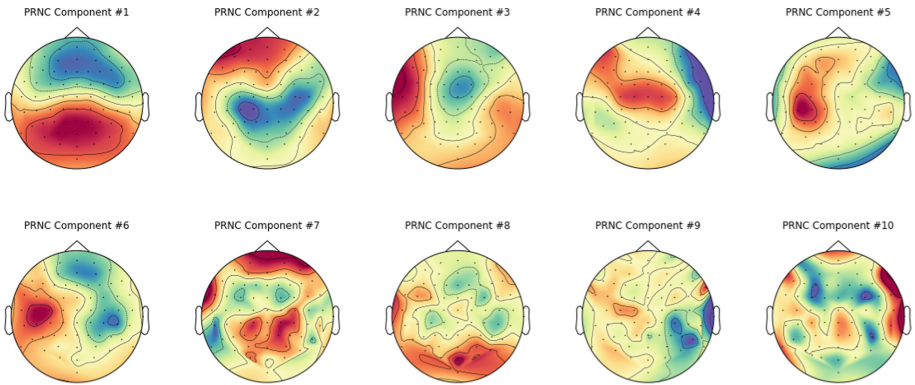 PRNC Component #1
PRNC Component #2
PRNC Component #3
PRNC Component #4
PRNC Component #5
PRNC Component #6
PRNC Component #7
PRNC Component #8
PRNC Component #9
PRNC Component #10